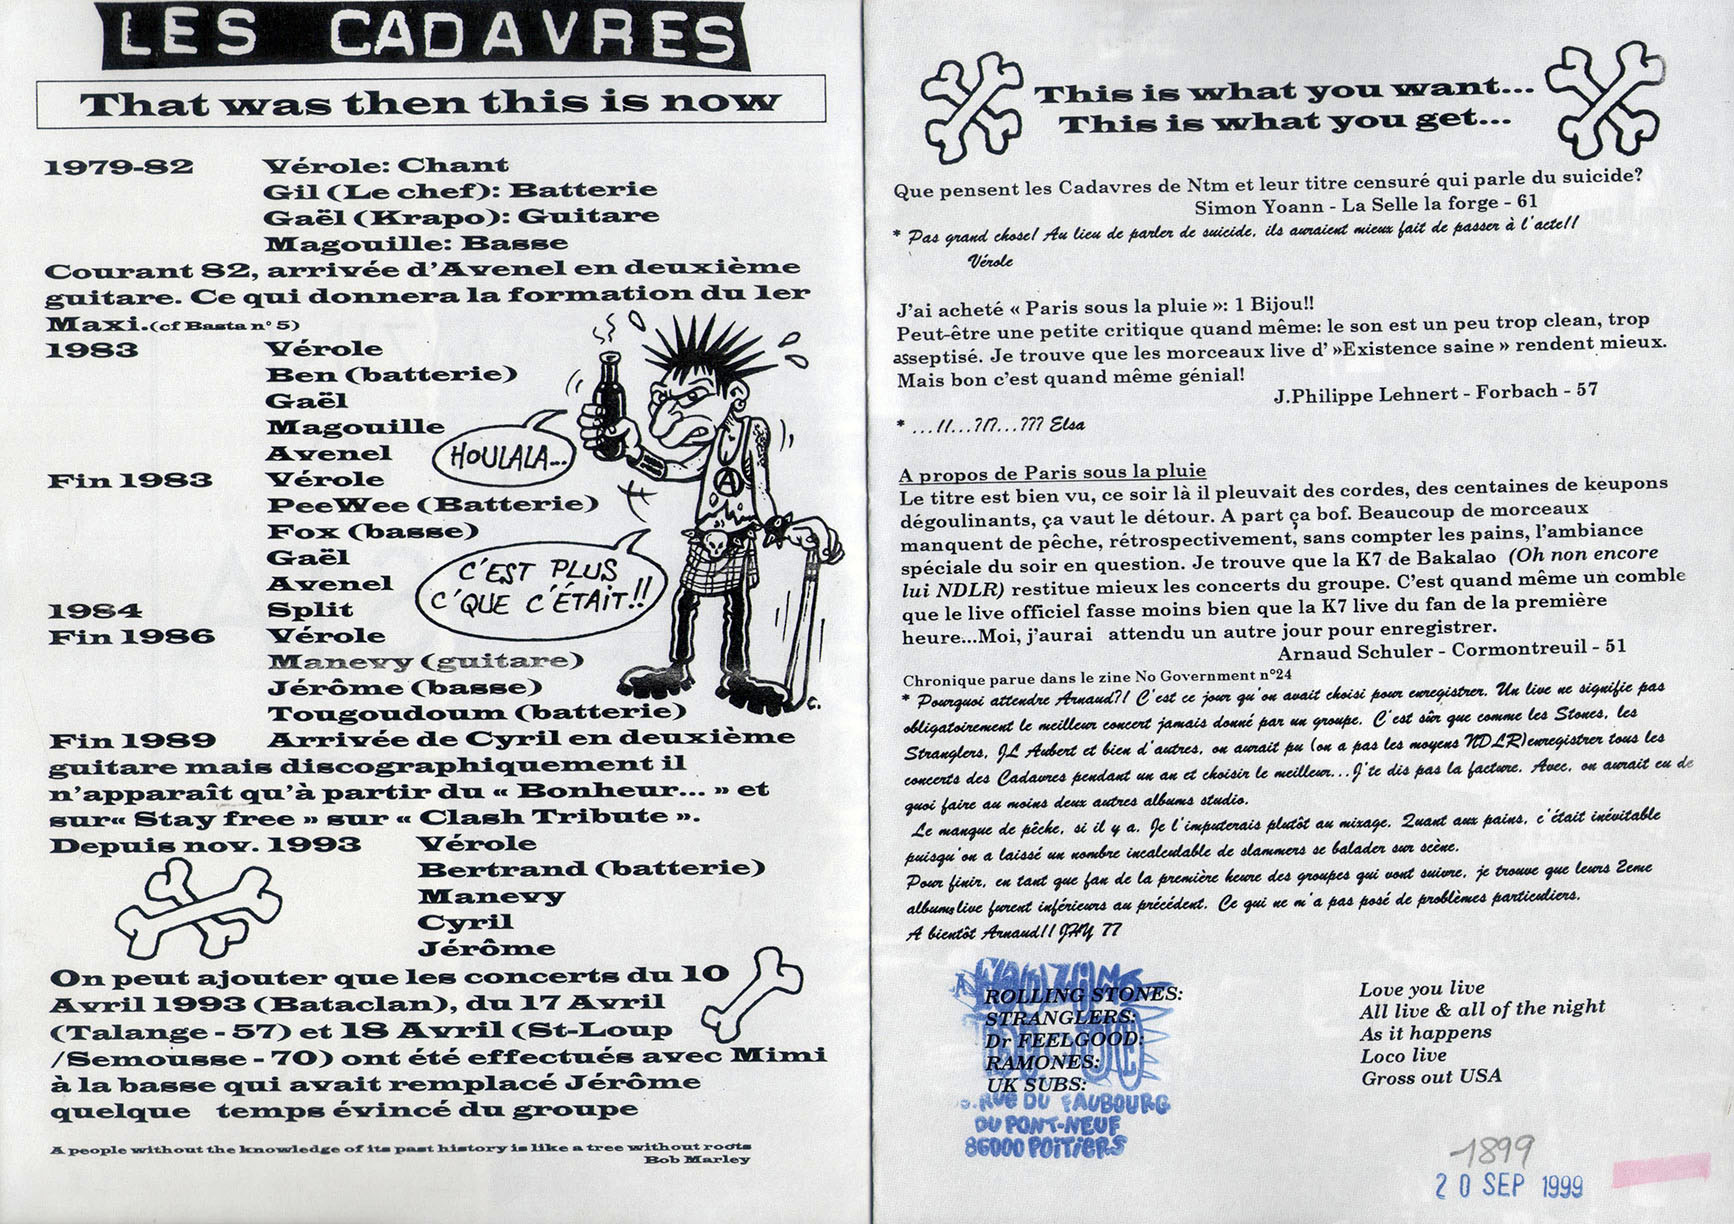 LES CADAVRES
That was then this is now
1979-82 Vérole: Chant
Gil (Le chef): Batterie
Gaël (Krapo): Guitare
Magouille: Basse
Courant 82, arrivée d'Avenel en deuxième
guitare. Ce qui donnera la formation du 1er
Maxi.(cf Basta n° 5)
1983 Vérole
Ben (batterie)
Gaël
Magouille
Avenel
HOULALA...
Fin 1983 Vérole
PeeWee (Batterie)
Fox (basse)
Gaël
Avenel
C'EST PLUS
C'QUE C'ÉTAIT!!
1984 Split
Fin 1986 Vérole
Manevy (guitare)
Jérôme (basse)
Tougoudoum (batterie)
Fin 1989 Arrivée de Cyril en deuxième
guitare mais discographiquement il
n'apparaît qu'à partir du « Bonheur... » et
sur« Stay free » sur « Clash Tribute ».
Depuis nov. 1993 Vérole
Bertrand (batterie)
Manevy
Cyril
Jérôme
On peut ajouter que les concerts du 10
Avril 1993 (Bataclan), du 17 Avril
(Talange - 57) et 18 Avril (St-Loup
/Semousse - 70) ont été effectués avec Mimi
à la basse qui avait remplacé Jérôme
quelque temps évincé du groupe
A people without the knowledge of its past history is like a tree without roots
Bob Marley
This is what you want...
This is what you get...
Que pensent les Cadavres de Ntm et leur titre censuré qui parle du suicide?
Simon Yoann - La Selle la forge - 61
* Pas grand chose! Au lieu de parler de suicide, ils auraient mieux fait de passer à l'acte!!
Vérole
J'ai acheté « Paris sous la pluie »: 1 Bijou!!
Peut-être une petite critique quand même: le son est un peu trop clean, trop
asseptisé. Je trouve que les morceaux live d' »Existence saine » rendent mieux.
Mais bon c'est quand même génial!
J.Philippe Lehnert - Forbach - 57
* ...!!...?!?...??? Elsa
A propos de Paris sous la pluie
Le titre est bien vu, ce soir là il pleuvait des cordes, des centaines de keupons
dégoulinants, ça vaut le détour. A part ça bof. Beaucoup de morceaux
manquent de pêche, rétrospectivement, sans compter les pains, l'ambiance
spéciale du soir en question. Je trouve que la K7 de Bakalao (Oh non encore
lui NDLR) restitue mieux les concerts du groupe. C'est quand même un comble
que le live officiel fasse moins bien que la K7 live du fan de la première
heure...Moi, j'aurai attendu un autre jour pour enregistrer.
Arnaud Schuler - Cormontreuil - 51
Chronique parue dans le zine No Government n°24
* Pourquoi attendre Arnaud?! C'est ce jour qu'on avait choisi pour enregistrer. Un live ne signifie pas
obligatoirement le meilleur concert jamais donné par un groupe. C'est sûr que comme les Stones, les
Stranglers, JL Aubert et bien d'autres, on aurait pu (on a pas les moyens NDLR)enregistrer tous les
concerts des Cadavres pendant un an et choisir le meilleur...J'te dis pas la facture. Avec, on aurait eu de
quoi faire au moins deux autres albums studio.
Le manque de pêche, si il y a. Je l'imputerais plutôt au mixage. Quant aux pains, c'était inévitable
puisqu'on a laissé un nombre incalculable de slammers se balader sur scène.
Pour finir, en tant que fan de la première heure des groupes qui vont suivre, je trouve que leurs 2eme
albums live furent inférieurs au précédent. Ce qui ne m'a pas posé de problèmes particuliers.
A bientôt Arnaud!! JHY 77
ROLLING STONES: Love you live
STRANGLERS: All live & all of the night
Dr FEELGOOD: As it happens
RAMONES: Loco live
UK SUBS: Gross out USA
RUE DU FAUBOURG
DU PONT-NEUF
86000 POITIERS
1899
20 SEP 1999